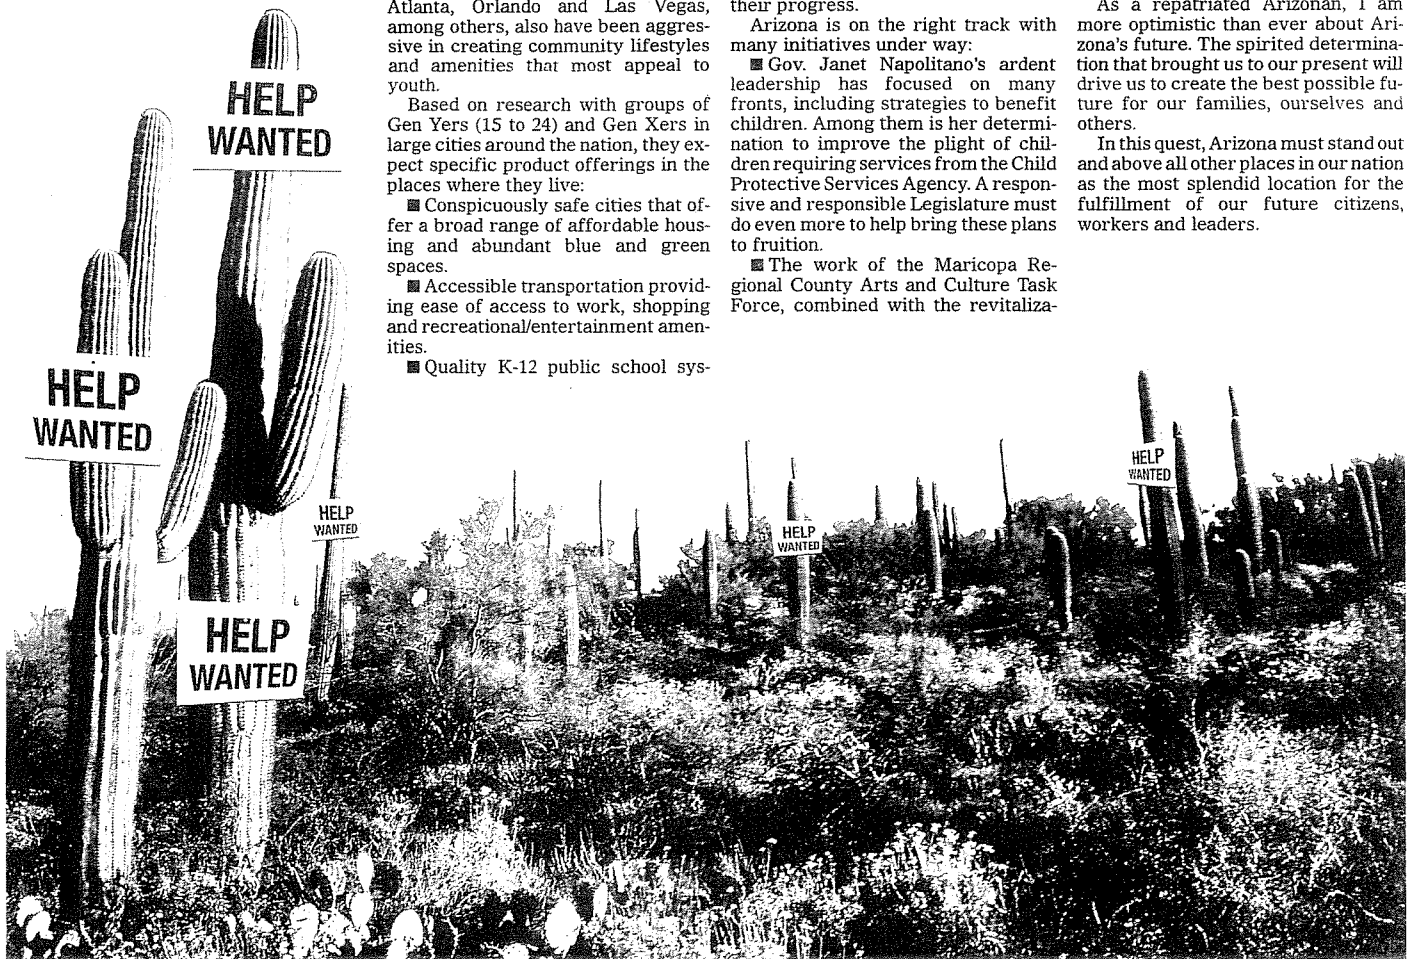 Atlanta, Orlando and Las Vegas,
among others, also have been aggres-
sive in creating community lifestyles
and amenities that most appeal to
youth.
Based on research with groups of
Gen Yers (15 to 24) and Gen Xers in
large cities around the nation, they ex-
pect specific product offerings in the
places where they live:
■ Conspicuously safe cities that of-
fer a broad range of affordable hous-
ing and abundant blue and green
spaces.
■ Accessible transportation provid-
ing ease of access to work, shopping
and recreational/entertainment amen-
ities.
■ Quality K-12 public school sys-
their progress.
Arizona is on the right track with
many initiatives under way:
■ Gov. Janet Napolitano's ardent
leadership has focused on many
fronts, including strategies to benefit
children. Among them is her determi-
nation to improve the plight of chil-
dren requiring services from the Child
Protective Services Agency. A respon-
sive and responsible Legislature must
do even more to help bring these plans
to fruition.
■ The work of the Maricopa Re-
gional County Arts and Culture Task
Force, combined with the revitaliza-
As a repatriated Arizonan, I am
more optimistic than ever about Ari-
zona's future. The spirited determina-
tion that brought us to our present will
drive us to create the best possible fu-
ture for our families, ourselves and
others.
In this quest, Arizona must stand out
and above all other places in our nation
as the most splendid location for the
fulfillment of our future citizens,
workers and leaders.
HELP
WANTED
HELP
WANTED
HELP
WANTED
HELP
WANTED
HELP
WANTED
HELP
WANTED